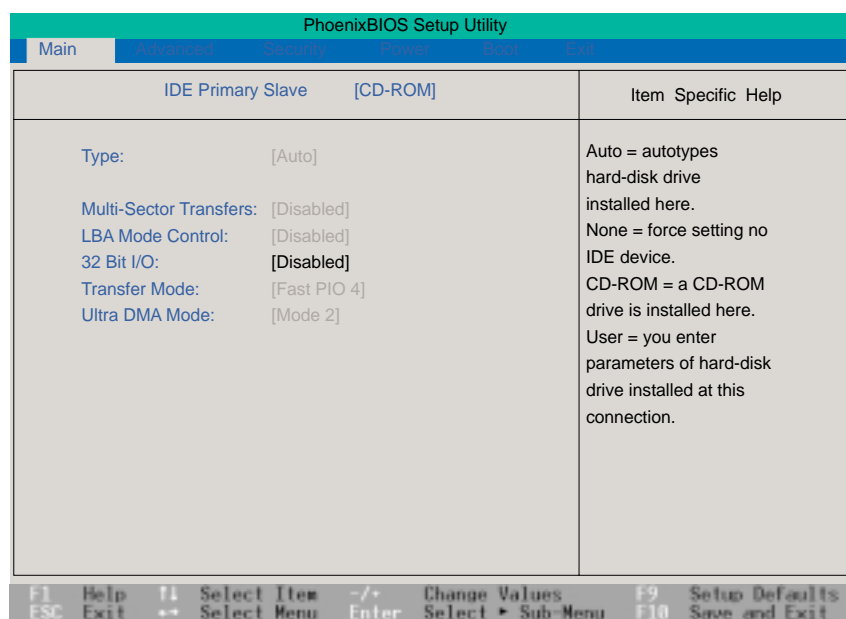 PhoenixBIOS Setup Utility
Main Advanced Security Power Boot Exit
IDE Primary Slave [CD-ROM]
Item Specific Help
Type: [Auto]
Multi-Sector Transfers: [Disabled]
LBA Mode Control: [Disabled]
32 Bit I/O: [Disabled]
Transfer Mode: [Fast PIO 4]
Ultra DMA Mode: [Mode 2]
Auto = autotypes
hard-disk drive
installed here.
None = force setting no
IDE device.
CD-ROM = a CD-ROM
drive is installed here.
User = you enter
parameters of hard-disk
drive installed at this
connection.
F1 Help ↑↓ Select Item -/+ Change Values F9 Setup Defaults
ESC Exit ←→ Select Menu Enter Select ► Sub-Menu F10 Save and Exit